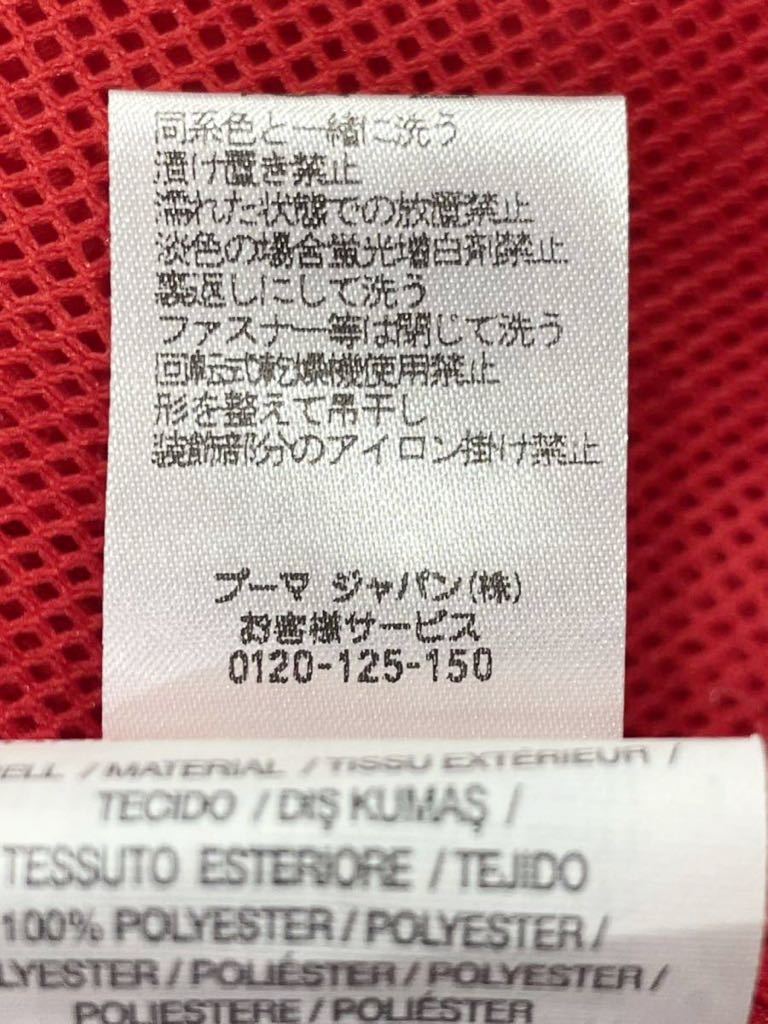 同系色と一緒に洗う
漬け置き禁止
濡れた状態での放置禁止
淡色の場合蛍光増白剤禁止
裏返しにして洗う
ファスナー等は閉じて洗う
回転式乾燥機使用禁止
形を整えて吊干し
装飾部分のアイロン掛け禁止
プーマ ジャパン(株)
お客様サービス
0120-125-150
/ MATERIAL / TISSU EXTÉRIEUR /
TECIDO / DIŞ KUMAŞ /
TESSUTO ESTERIORE / TEJIDO
100% POLYESTER / POLYESTER /
LYESTER / POLIÉSTER / POLYESTER /
POLIESTERE / POLIÉSTER